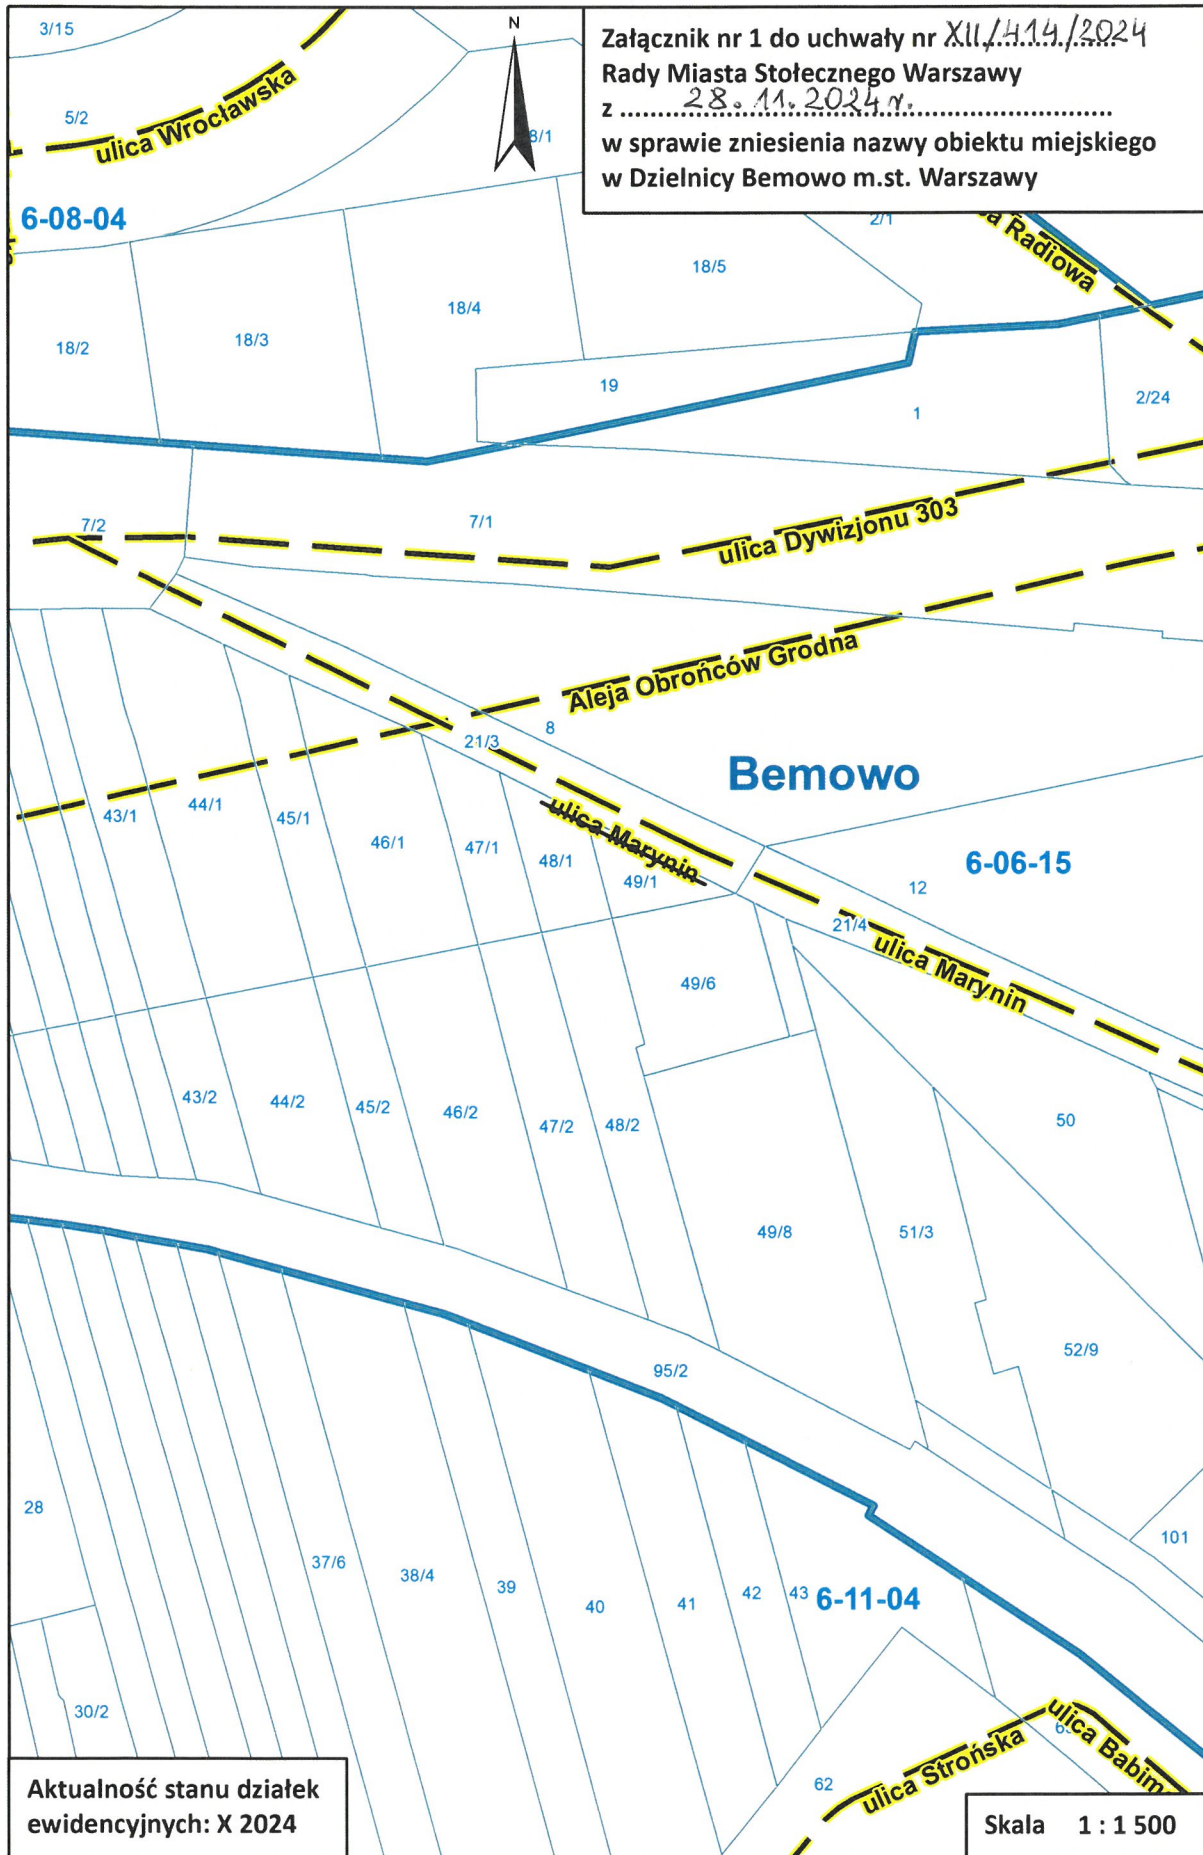 Załącznik nr 1 do uchwały nr XII/414/2024
Rady Miasta Stołecznego Warszawy
z 28.11.2024 r.
w sprawie zniesienia nazwy obiektu miejskiego
w Dzielnicy Bemowo m.st. Warszawy
N
3/15
5/2
ulica Wrocławska
8/1
6-08-04
2/1
Radiowa
18/5
18/4
18/3
18/2
19
1
2/24
7/2
7/1
ulica Dywizjonu 303
Aleja Obrońców Grodna
8
21/3
Bemowo
43/1
44/1
45/1
46/1
47/1
48/1
49/1
ulica Marynin
6-06-15
12
21/4
ulica Marynin
49/6
43/2
44/2
45/2
46/2
47/2
48/2
50
49/8
51/3
52/9
95/2
28
37/6
38/4
39
40
41
42
43
6-11-04
101
30/2
62
ulica Strońska
ulica Babim
Aktualność stanu działek
ewidencyjnych: X 2024
Skala 1 : 1 500